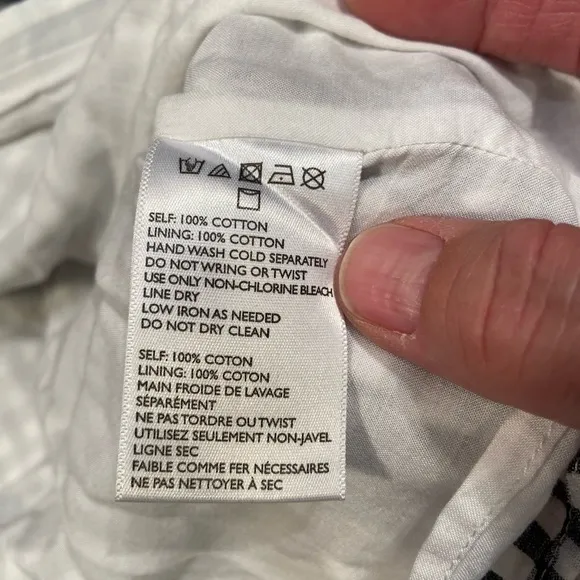 SELF: 100% COTTON
LINING: 100% COTTON
HAND WASH COLD SEPARATELY
DO NOT WRING OR TWIST
USE ONLY NON-CHLORINE BLEACH
LINE DRY
LOW IRON AS NEEDED
DO NOT DRY CLEAN
SELF: 100% COTON
LINING: 100% COTON
MAIN FROIDE DE LAVAGE
SÉPARÉMENT
NE PAS TORDRE OU TWIST
UTILISEZ SEULEMENT NON-JAVEL
LIGNE SEC
FAIBLE COMME FER NÉCESSAIRES
NE PAS NETTOYER À SEC